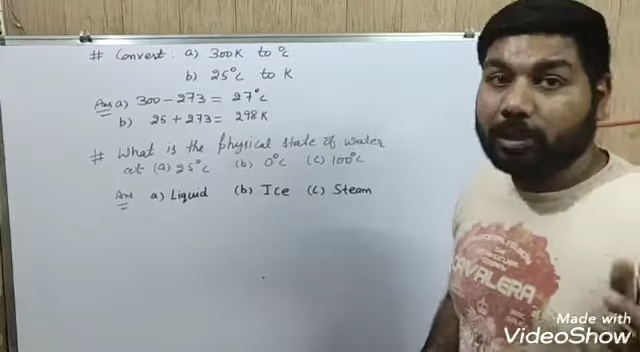 # Convert: a) 300K to °c
b) 25°c to K
Ans a) 300 - 273 = 27°c
b) 25 + 273 = 298K
# What is the physical state of water
at (a) 25°c (b) 0°c (c) 100°c
Ans a) Liquid (b) Ice (c) Steam
CAVALERA
Made with
VideoShow